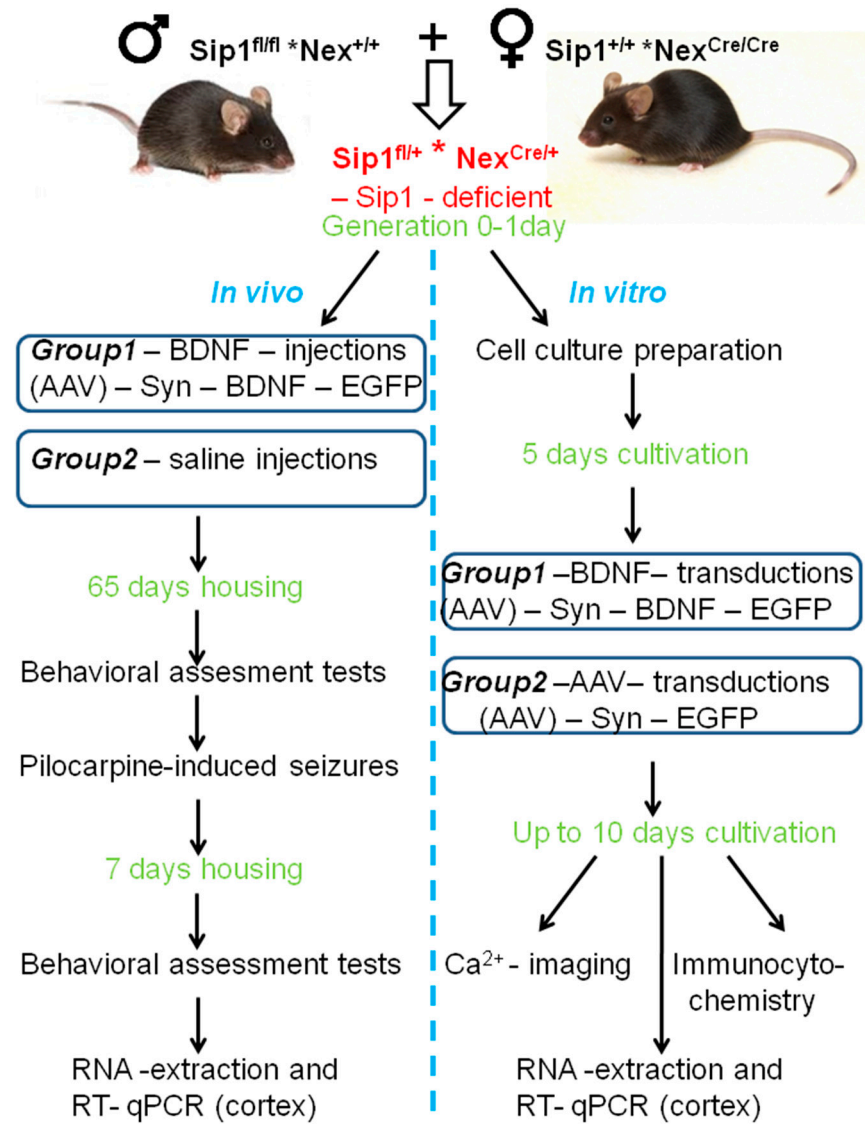 ♂ Sip1fl/fl *Nex+/+ + ♀ Sip1+/+ *NexCre/Cre
Sip1fl/+ * NexCre/+
– Sip1 - deficient
Generation 0-1day
In vivo
Group1 – BDNF – injections
(AAV) – Syn – BDNF – EGFP
Group2 – saline injections
65 days housing
Behavioral assesment tests
Pilocarpine-induced seizures
7 days housing
Behavioral assessment tests
RNA -extraction and
RT- qPCR (cortex)
In vitro
Cell culture preparation
5 days cultivation
Group1 –BDNF– transductions
(AAV) – Syn – BDNF – EGFP
Group2 –AAV– transductions
(AAV) – Syn – EGFP
Up to 10 days cultivation
Ca2+ - imaging
Immunocyto-
chemistry
RNA -extraction and
RT- qPCR (cortex)